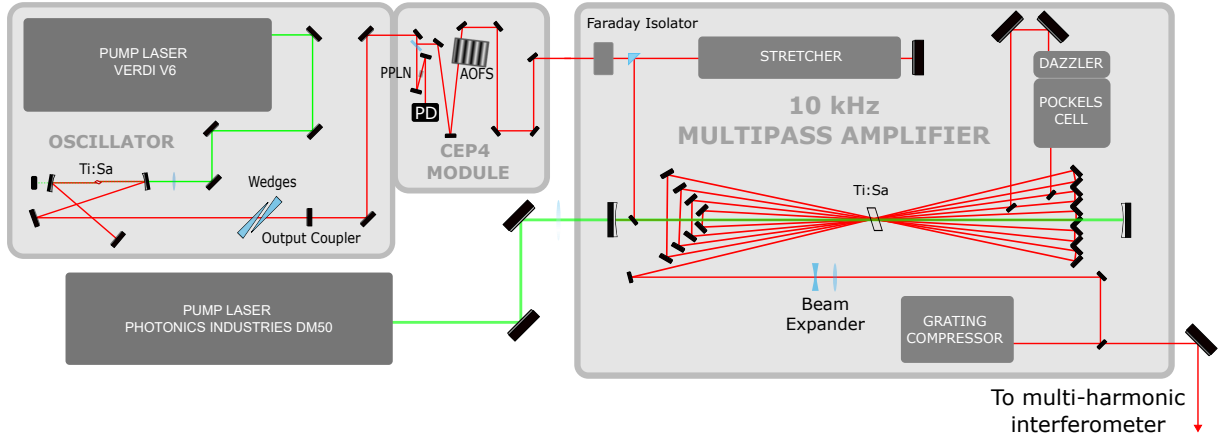 PUMP LASER
VERDI V6
OSCILLATOR
Ti:Sa
Wedges
Output Coupler
PPLN
AOFS
PD
CEP4
MODULE
PUMP LASER
PHOTONICS INDUSTRIES DM50
Faraday Isolator
STRETCHER
10 kHz
MULTIPASS AMPLIFIER
DAZZLER
POCKELS
CELL
Ti:Sa
Beam
Expander
GRATING
COMPRESSOR
To multi-harmonic
interferometer